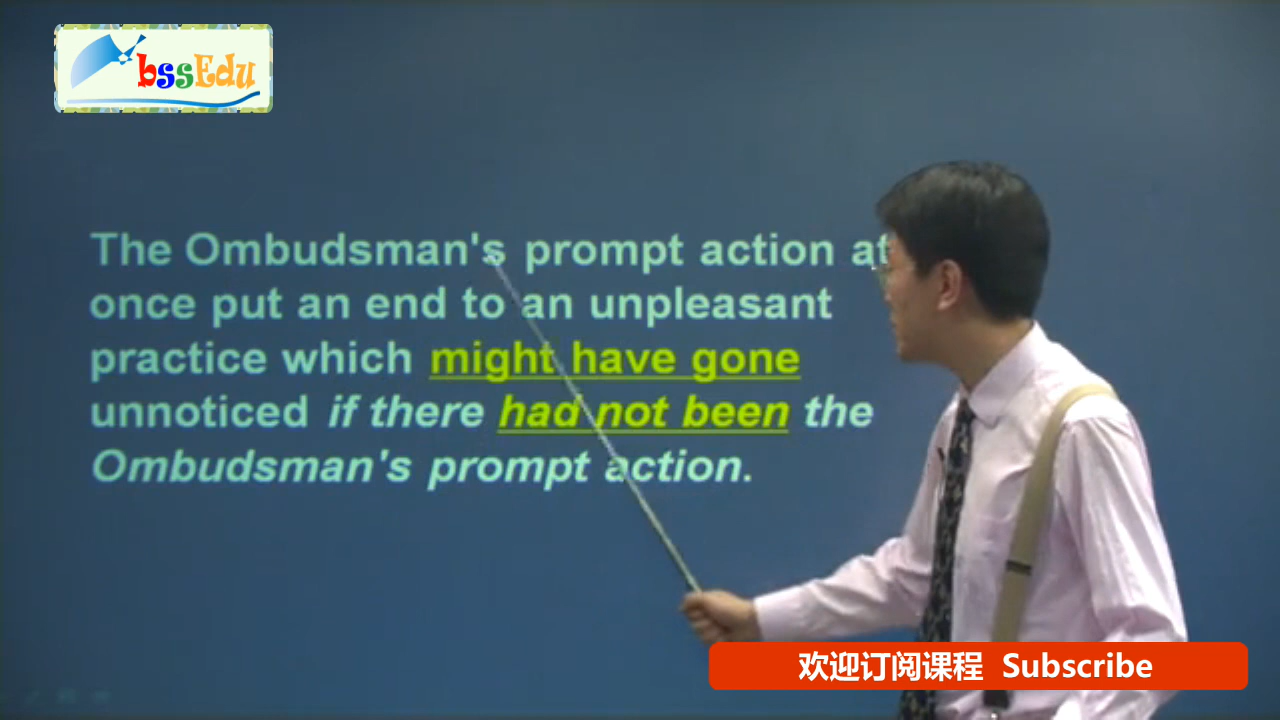 bssEdu
The Ombudsman's prompt action at
once put an end to an unpleasant
practice which might have gone
unnoticed if there had not been the
Ombudsman's prompt action.
欢迎订阅课程 Subscribe